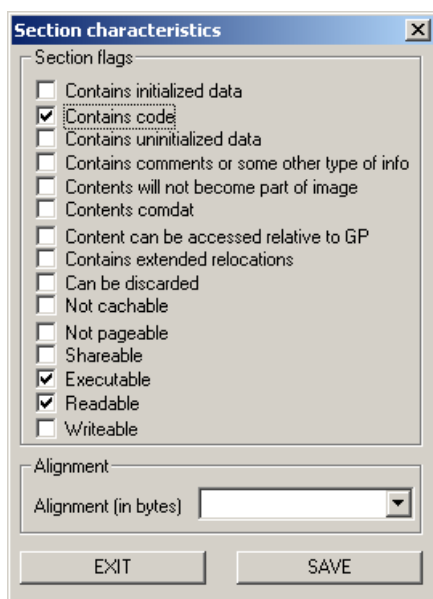 Section characteristics
Section flags
Contains initialized data
Contains code
Contains uninitialized data
Contains comments or some other type of info
Contents will not become part of image
Contents comdat
Content can be accessed relative to GP
Contains extended relocations
Can be discarded
Not cachable
Not pageable
Shareable
Executable
Readable
Writeable
Alignment
Alignment (in bytes)
EXIT SAVE